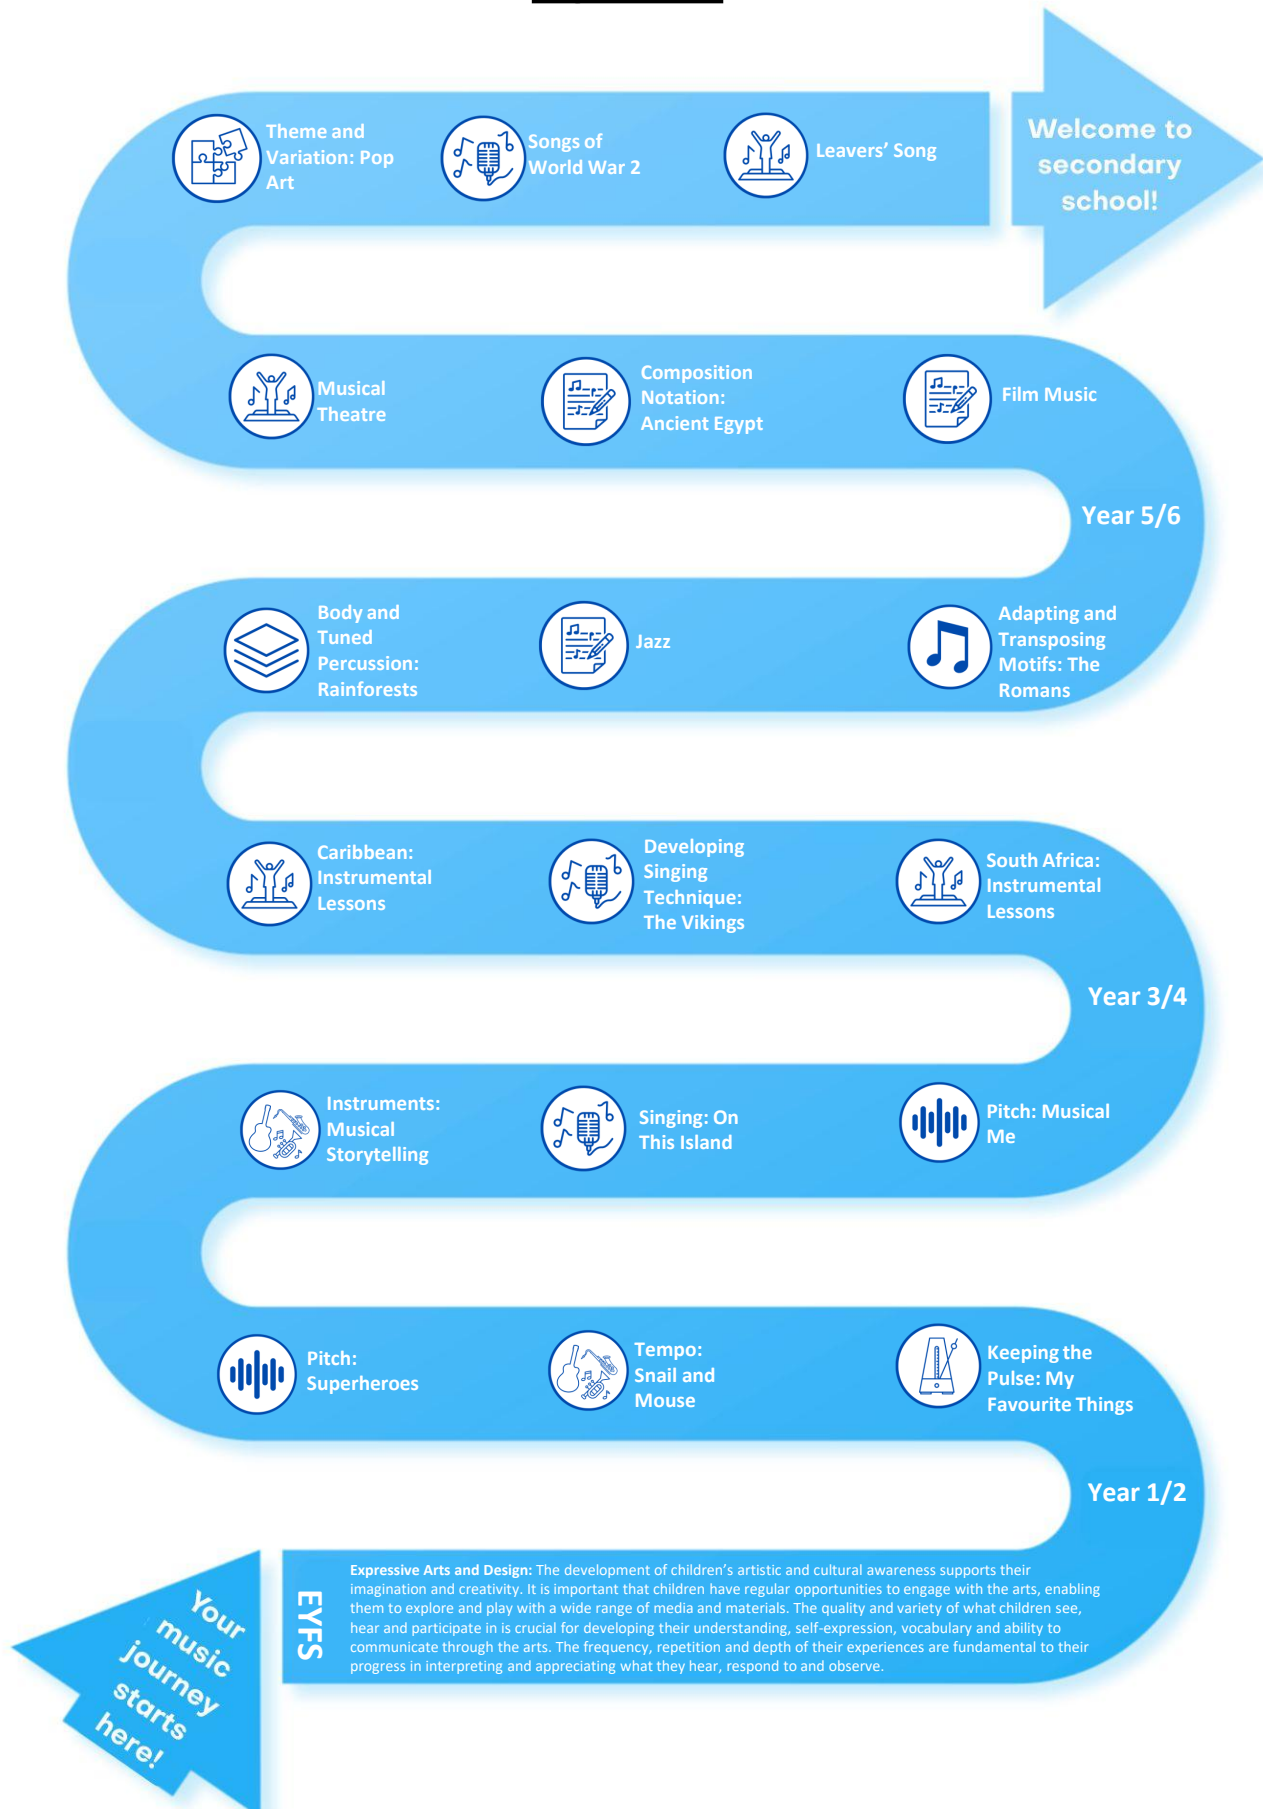 Theme and
Variation: Pop
Art
Songs of
World War 2
Leavers' Song
Welcome to
secondary
school!
Musical
Theatre
Composition
Notation:
Ancient Egypt
Film Music
Year 5/6
Body and
Tuned
Percussion:
Rainforests
Jazz
Adapting and
Transposing
Motifs: The
Romans
Caribbean:
Instrumental
Lessons
Developing
Singing
Technique:
The Vikings
South Africa:
Instrumental
Lessons
Year 3/4
Instruments:
Musical
Storytelling
Singing: On
This Island
Pitch: Musical
Me
Pitch:
Superheroes
Tempo:
Snail and
Mouse
Keeping the
Pulse: My
Favourite Things
Year 1/2
Your
music
journey
starts
here!
EYFS
Expressive Arts and Design: The development of children's artistic and cultural awareness supports their
imagination and creativity. It is important that children have regular opportunities to engage with the arts, enabling
them to explore and play with a wide range of media and materials. The quality and variety of what children see,
hear and participate in is crucial for developing their understanding, self-expression, vocabulary and ability to
communicate through the arts. The frequency, repetition and depth of their experiences are fundamental to their
progress in interpreting and appreciating what they hear, respond to and observe.